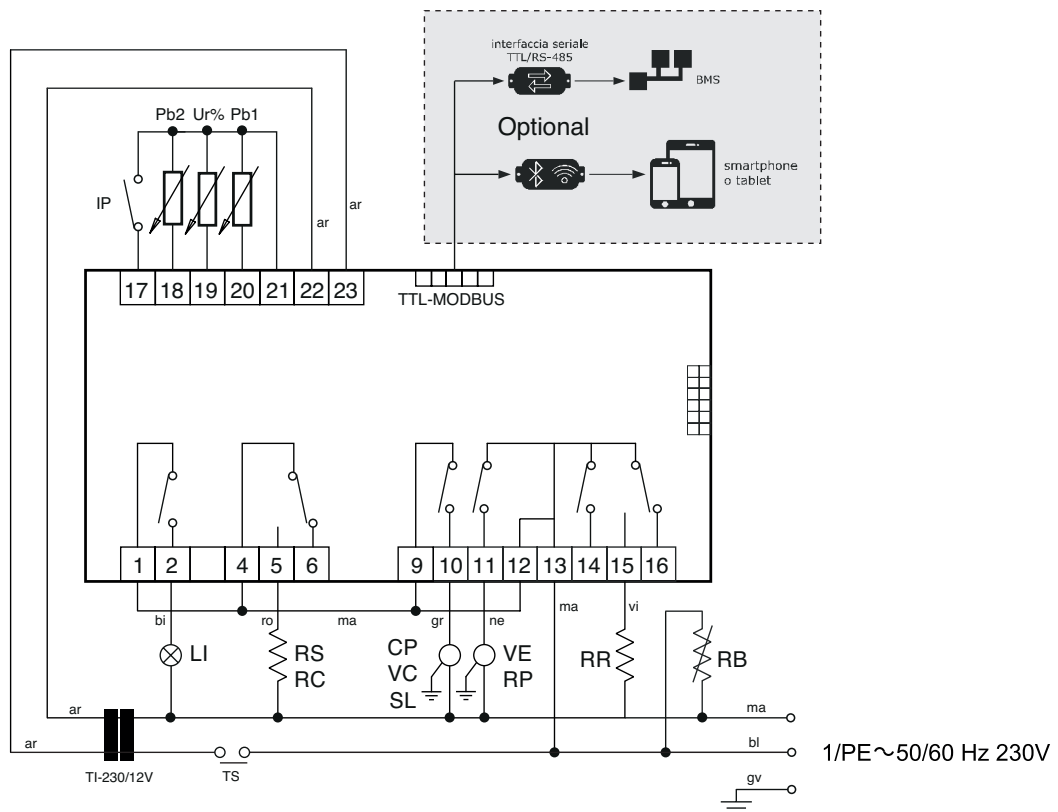 interfaccia seriale
TTL/RS-485
BMS
Optional
smartphone
o tablet
Pb2 Ur% Pb1
IP
ar
ar
17 18 19 20 21 22 23
TTL-MODBUS
1 2 4 5 6 9 10 11 12 13 14 15 16
bi ro ma gr ne ma vi
LI
RS
RC
CP
VC
SL
VE
RP
RR
RB
ar
ma
ar
bl
1/PE～50/60 Hz 230V
TI-230/12V
TS
gv